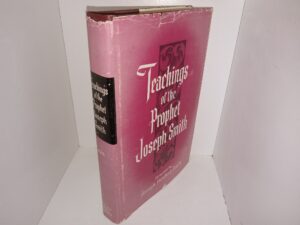 Teachings
of the
Prophet
Joseph Smith
Teachings
of the
Prophet
Joseph
Smith